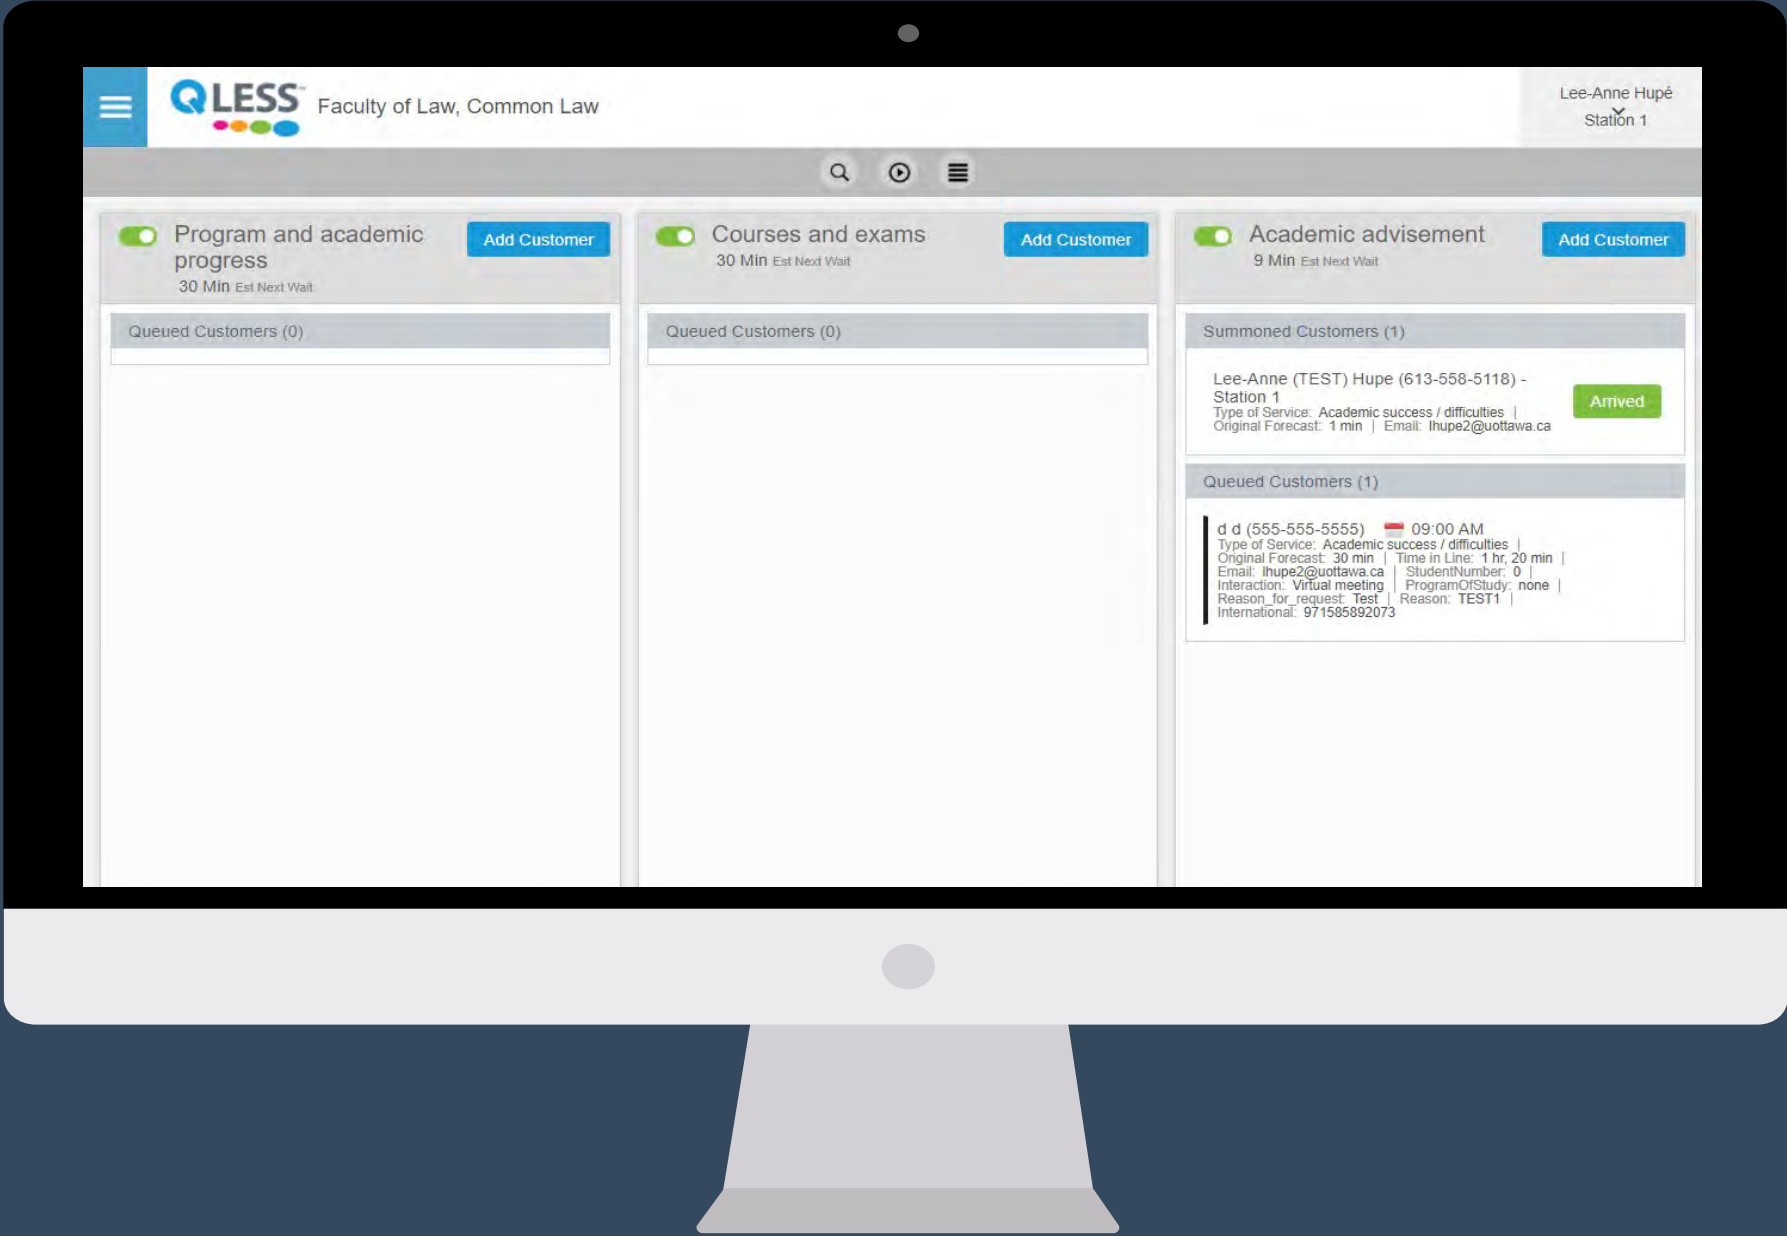 QLESS™ Faculty of Law, Common Law
Lee-Anne Hupé
Station 1
Program and academic
progress
30 Min Est Next Wait
Add Customer
Queued Customers (0)
Courses and exams
30 Min Est Next Wait
Add Customer
Queued Customers (0)
Academic advisement
9 Min Est Next Wait
Add Customer
Summoned Customers (1)
Lee-Anne (TEST) Hupe (613-558-5118) -
Station 1
Type of Service: Academic success / difficulties |
Original Forecast: 1 min | Email: lhupe2@uottawa.ca
Arrived
Queued Customers (1)
d d (555-555-5555) 09:00 AM
Type of Service: Academic success / difficulties |
Original Forecast: 30 min | Time in Line: 1 hr, 20 min |
Email: lhupe2@uottawa.ca | StudentNumber: 0 |
Interaction: Virtual meeting | ProgramOfStudy: none |
Reason_for_request: Test | Reason: TEST1 |
International: 971585892073